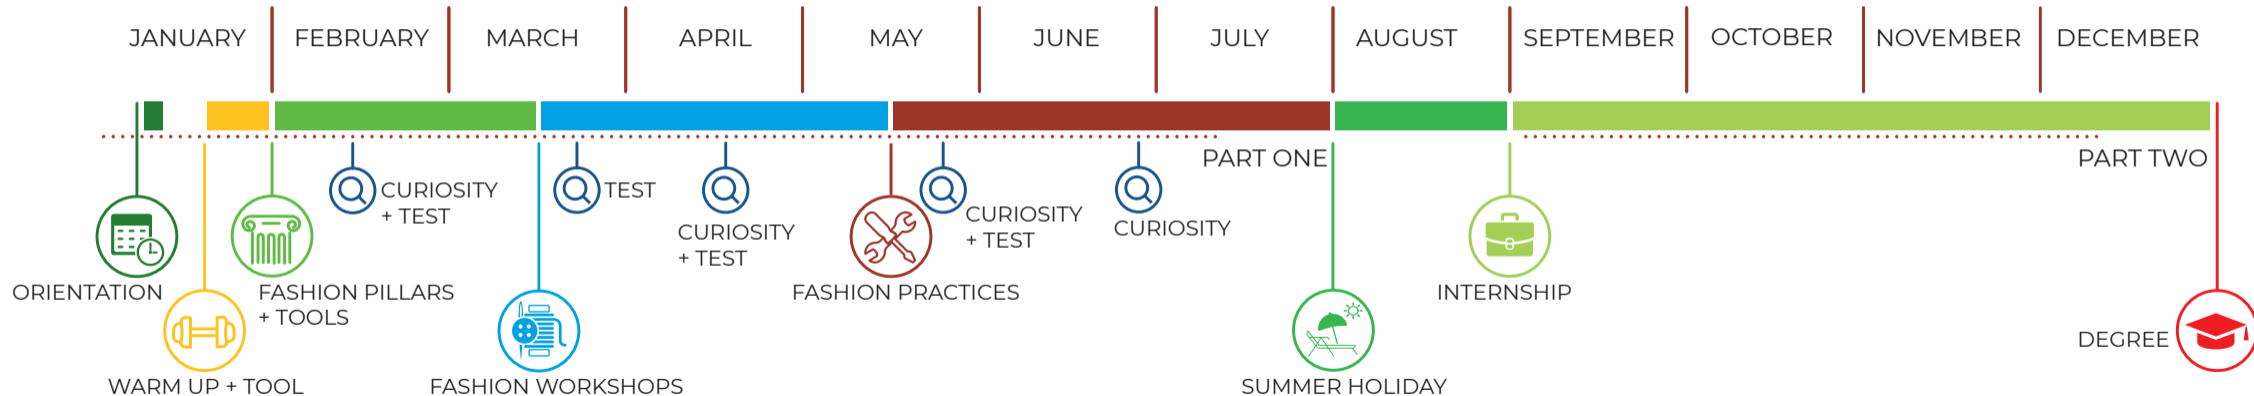 JANUARY
FEBRUARY
MARCH
APRIL
MAY
JUNE
JULY
AUGUST
SEPTEMBER
OCTOBER
NOVEMBER
DECEMBER
PART ONE
PART TWO
CURIOSITY
+ TEST
TEST
CURIOSITY
+ TEST
CURIOSITY
+ TEST
CURIOSITY
ORIENTATION
FASHION PILLARS
+ TOOLS
FASHION PRACTICES
INTERNSHIP
DEGREE
WARM UP + TOOL
FASHION WORKSHOPS
SUMMER HOLIDAY